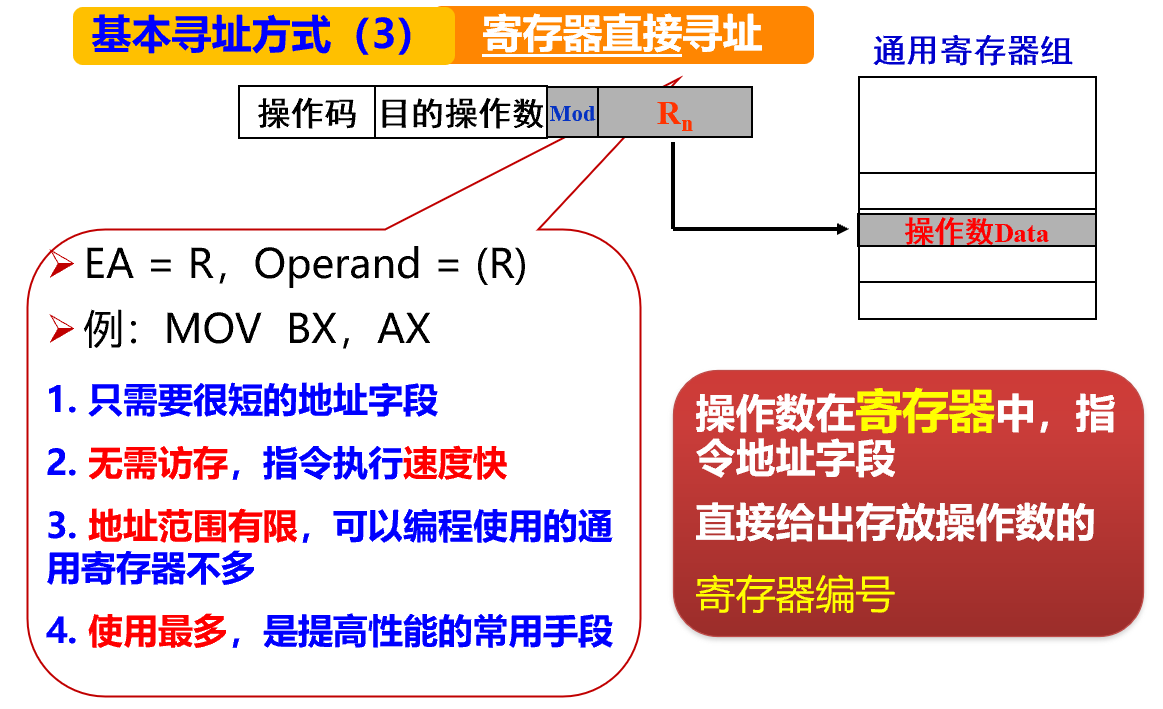 基本寻址方式（3） 寄存器直接寻址
通用寄存器组
操作码 目的操作数 Mod Rn
操作数Data
EA = R，Operand = (R)
例：MOV BX，AX
1. 只需要很短的地址字段
2. 无需访存，指令执行速度快
3. 地址范围有限，可以编程使用的通
用寄存器不多
4. 使用最多，是提高性能的常用手段
操作数在寄存器中，指
令地址字段
直接给出存放操作数的
寄存器编号